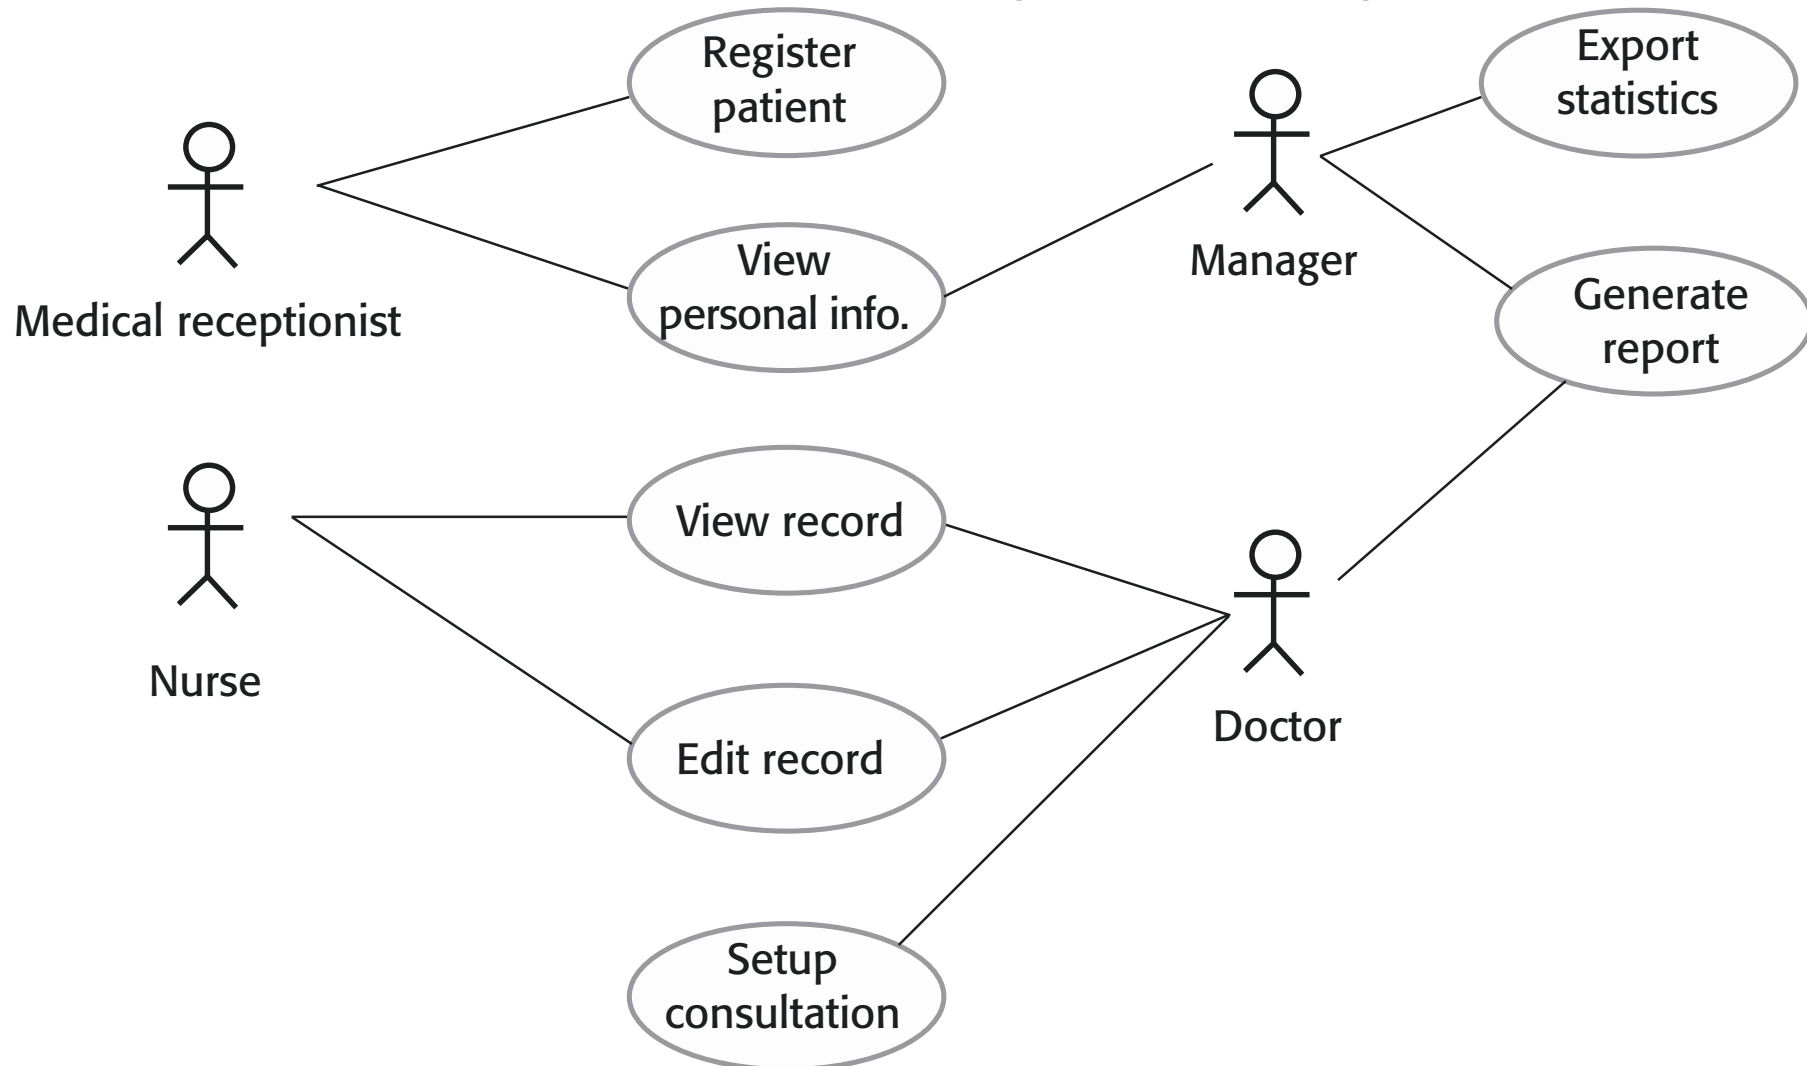 Register
patient
Export
statistics
Manager
View
personal info.
Medical receptionist
Generate
report
View record
Nurse
Edit record
Doctor
Setup
consultation